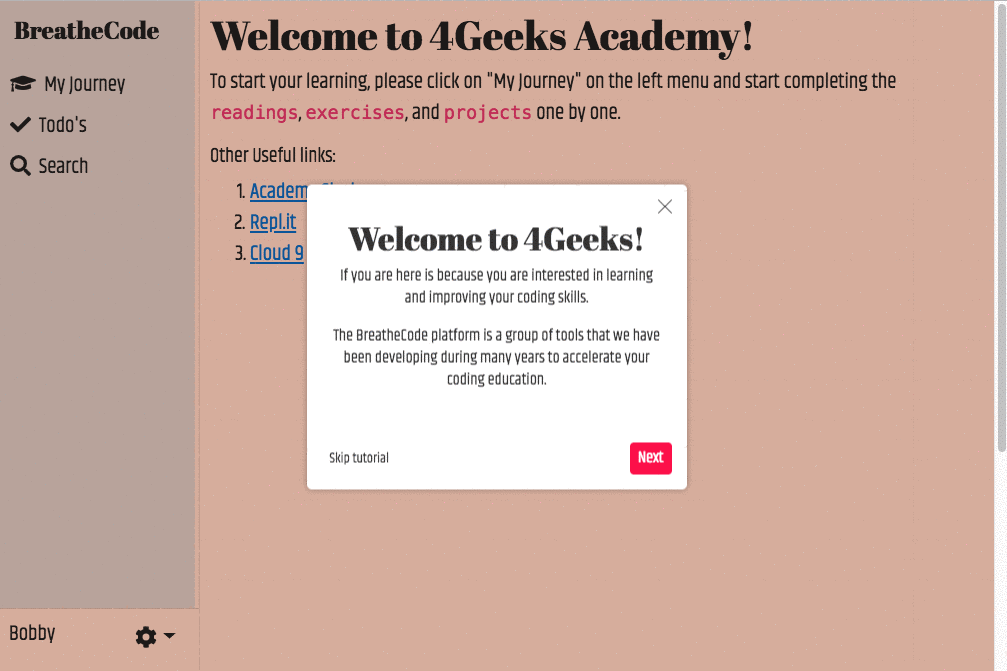 BreatheCode
My Journey
Todo's
Search
Bobby
Welcome to 4Geeks Academy!
To start your learning, please click on "My Journey" on the left menu and start completing the
readings, exercises, and projects one by one.
Other Useful links:
1.
2. Repl.it
3. Cloud 9
Welcome to 4Geeks!
If you are here is because you are interested in learning
and improving your coding skills.
The BreatheCode platform is a group of tools that we have
been developing during many years to accelerate your
coding education.
Skip tutorial
Next